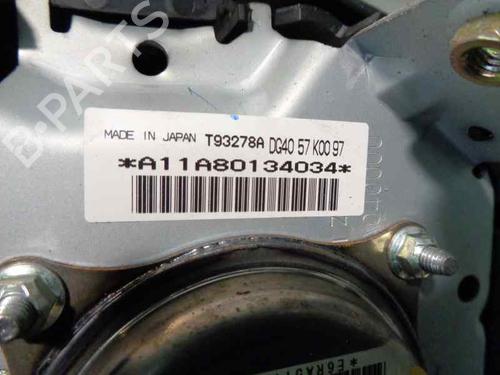 B-PARTS
MADE IN JAPAN T93278A DG40 57 K00 97
*A11A80134034*